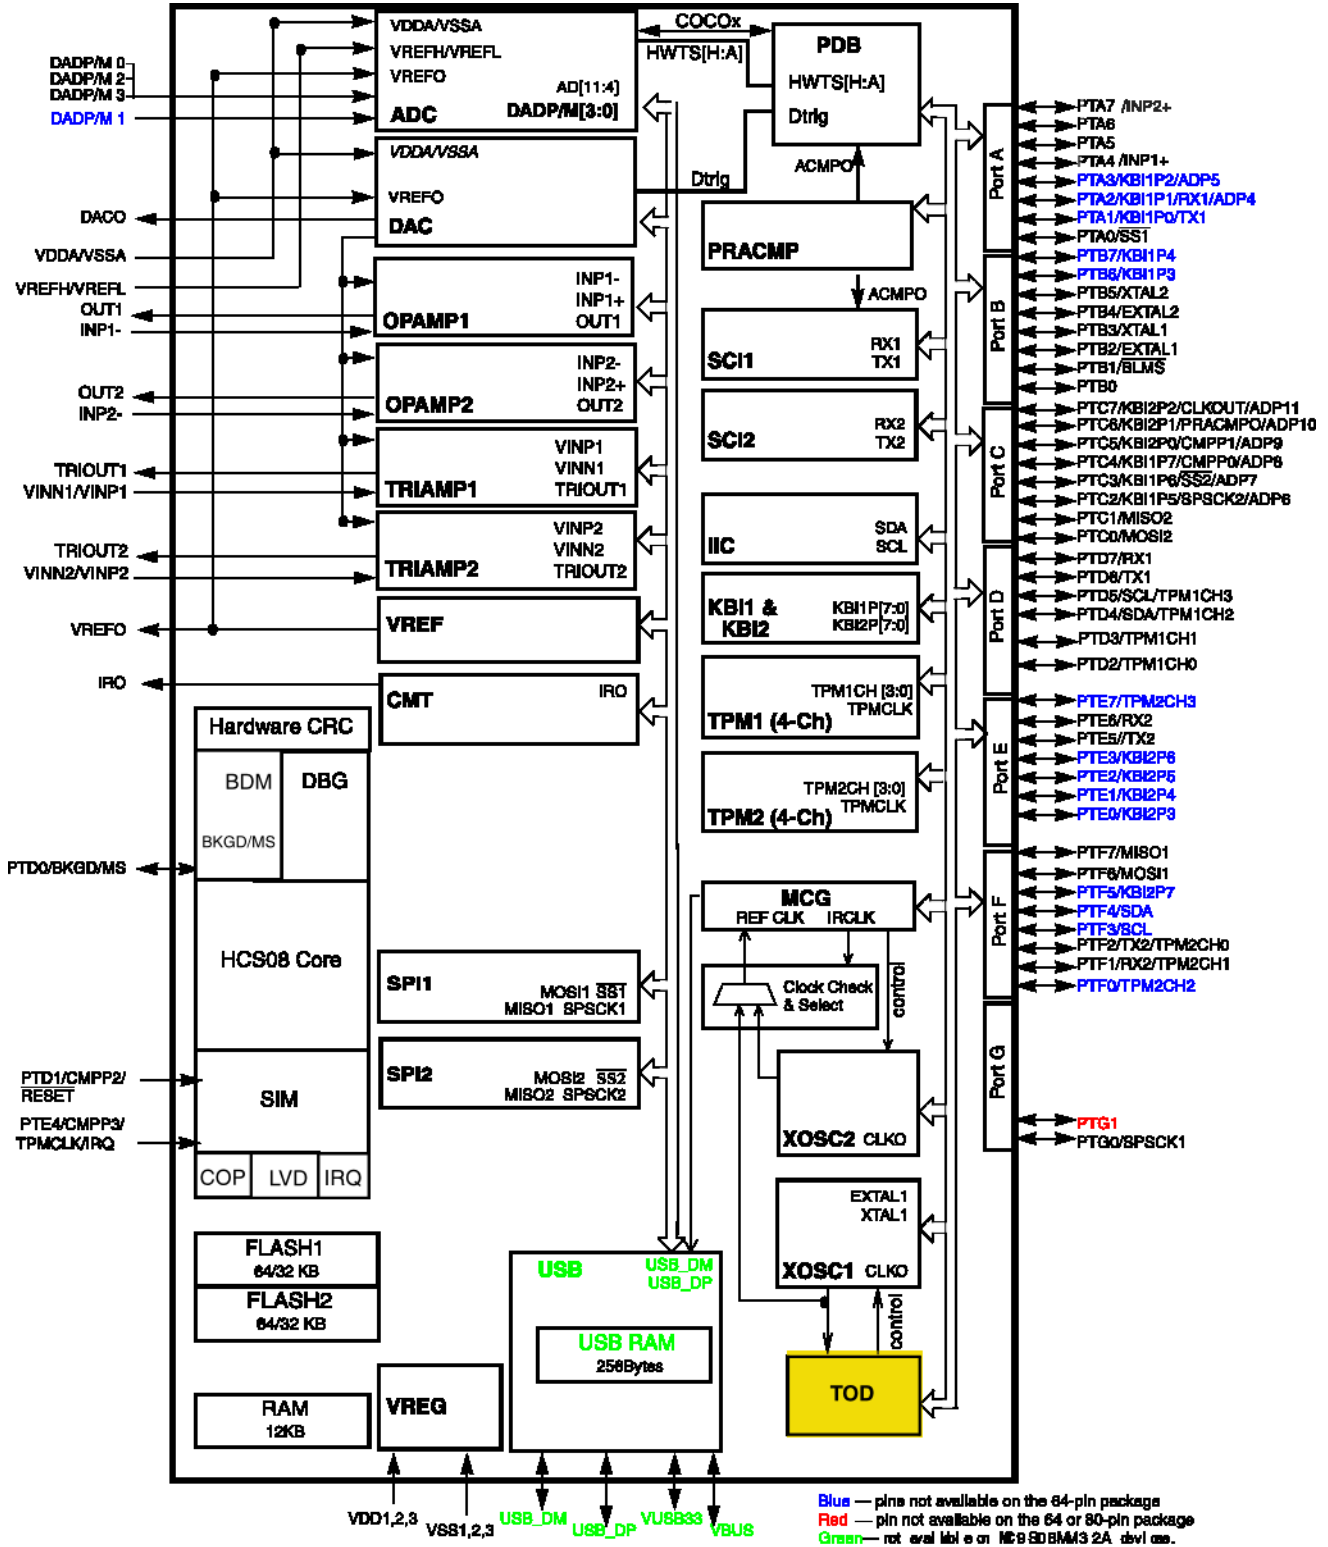 COCOx
VDDA/VSSA
VREFH/VREFL
VREFO
AD[11:4]
DADP/M[3:0]
ADC
HWTS[H:A]
PDB
HWTS[H:A]
Dtrig
DADP/M 0
DADP/M 2
DADP/M 3
DADP/M 1
VDDA/VSSA
VREFO
DAC
Dtrig
ACMPO
PRACMP
ACMPO
DACO
VDDA/VSSA
VREFH/VREFL
OUT1
INP1-
INP1-
INP1+
OUT1
OPAMP1
RX1
TX1
SCI1
OUT2
INP2-
INP2-
INP2+
OUT2
OPAMP2
RX2
TX2
SCI2
TRIOUT1
VINN1/VINP1
VINP1
VINN1
TRIOUT1
TRIAMP1
TRIOUT2
VINN2/VINP2
VINP2
VINN2
TRIOUT2
TRIAMP2
SDA
SCL
IIC
VREFO
VREF
KBI1 &
KBI2
KBI1P[7:0]
KBI2P[7:0]
IRO
CMT
IRO
TPM1CH [3:0]
TPMCLK
TPM1 (4-Ch)
TPM2CH [3:0]
TPMCLK
TPM2 (4-Ch)
Hardware CRC
BDM
DBG
BKGD/MS
PTD0/BKGD/MS
HCS08 Core
MCG
REF CLK
IRCLK
Clock Check
& Select
control
SPI1
MOSI1 SS1
MISO1 SPSCK1
SPI2
MOSI2 SS2
MISO2 SPSCK2
PTD1/CMPP2/
RESET
PTE4/CMPP3/
TPMCLK/IRQ
SIM
COP
LVD
IRQ
XOSC2 CLKO
EXTAL1
XTAL1
XOSC1 CLKO
control
TOD
FLASH1
64/32 KB
FLASH2
64/32 KB
RAM
12KB
VREG
USB
USB_DM
USB_DP
USB RAM
256Bytes
VDD1,2,3
VSS1,2,3
USB_DM
USB_DP
VUSB33
VBUS
Port A
PTA7 /INP2+
PTA6
PTA5
PTA4 /INP1+
PTA3/KBI1P2/ADP5
PTA2/KBI1P1/RX1/ADP4
PTA1/KBI1P0/TX1
PTA0/SS1
Port B
PTB7/KBI1P4
PTB6/KBI1P3
PTB5/XTAL2
PTB4/EXTAL2
PTB3/XTAL1
PTB2/EXTAL1
PTB1/BLMS
PTB0
Port C
PTC7/KBI2P2/CLKOUT/ADP11
PTC6/KBI2P1/PRACMPO/ADP10
PTC5/KBI2P0/CMPP1/ADP9
PTC4/KBI1P7/CMPP0/ADP8
PTC3/KBI1P6/SS2/ADP7
PTC2/KBI1P5/SPSCK2/ADP6
PTC1/MISO2
PTC0/MOSI2
Port D
PTD7/RX1
PTD6/TX1
PTD5/SCL/TPM1CH3
PTD4/SDA/TPM1CH2
PTD3/TPM1CH1
PTD2/TPM1CH0
Port E
PTE7/TPM2CH3
PTE6/RX2
PTE5//TX2
PTE3/KBI2P6
PTE2/KBI2P5
PTE1/KBI2P4
PTE0/KBI2P3
Port F
PTF7/MISO1
PTF6/MOSI1
PTF5/KBI2P7
PTF4/SDA
PTF3/SCL
PTF2/TX2/TPM2CH0
PTF1/RX2/TPM2CH1
PTF0/TPM2CH2
Port G
PTG1
PTG0/SPSCK1
Blue — pins not available on the 64-pin package
Red — pin not available on the 64 or 80-pin package
Green — not available on MC9S08MM32A devices.